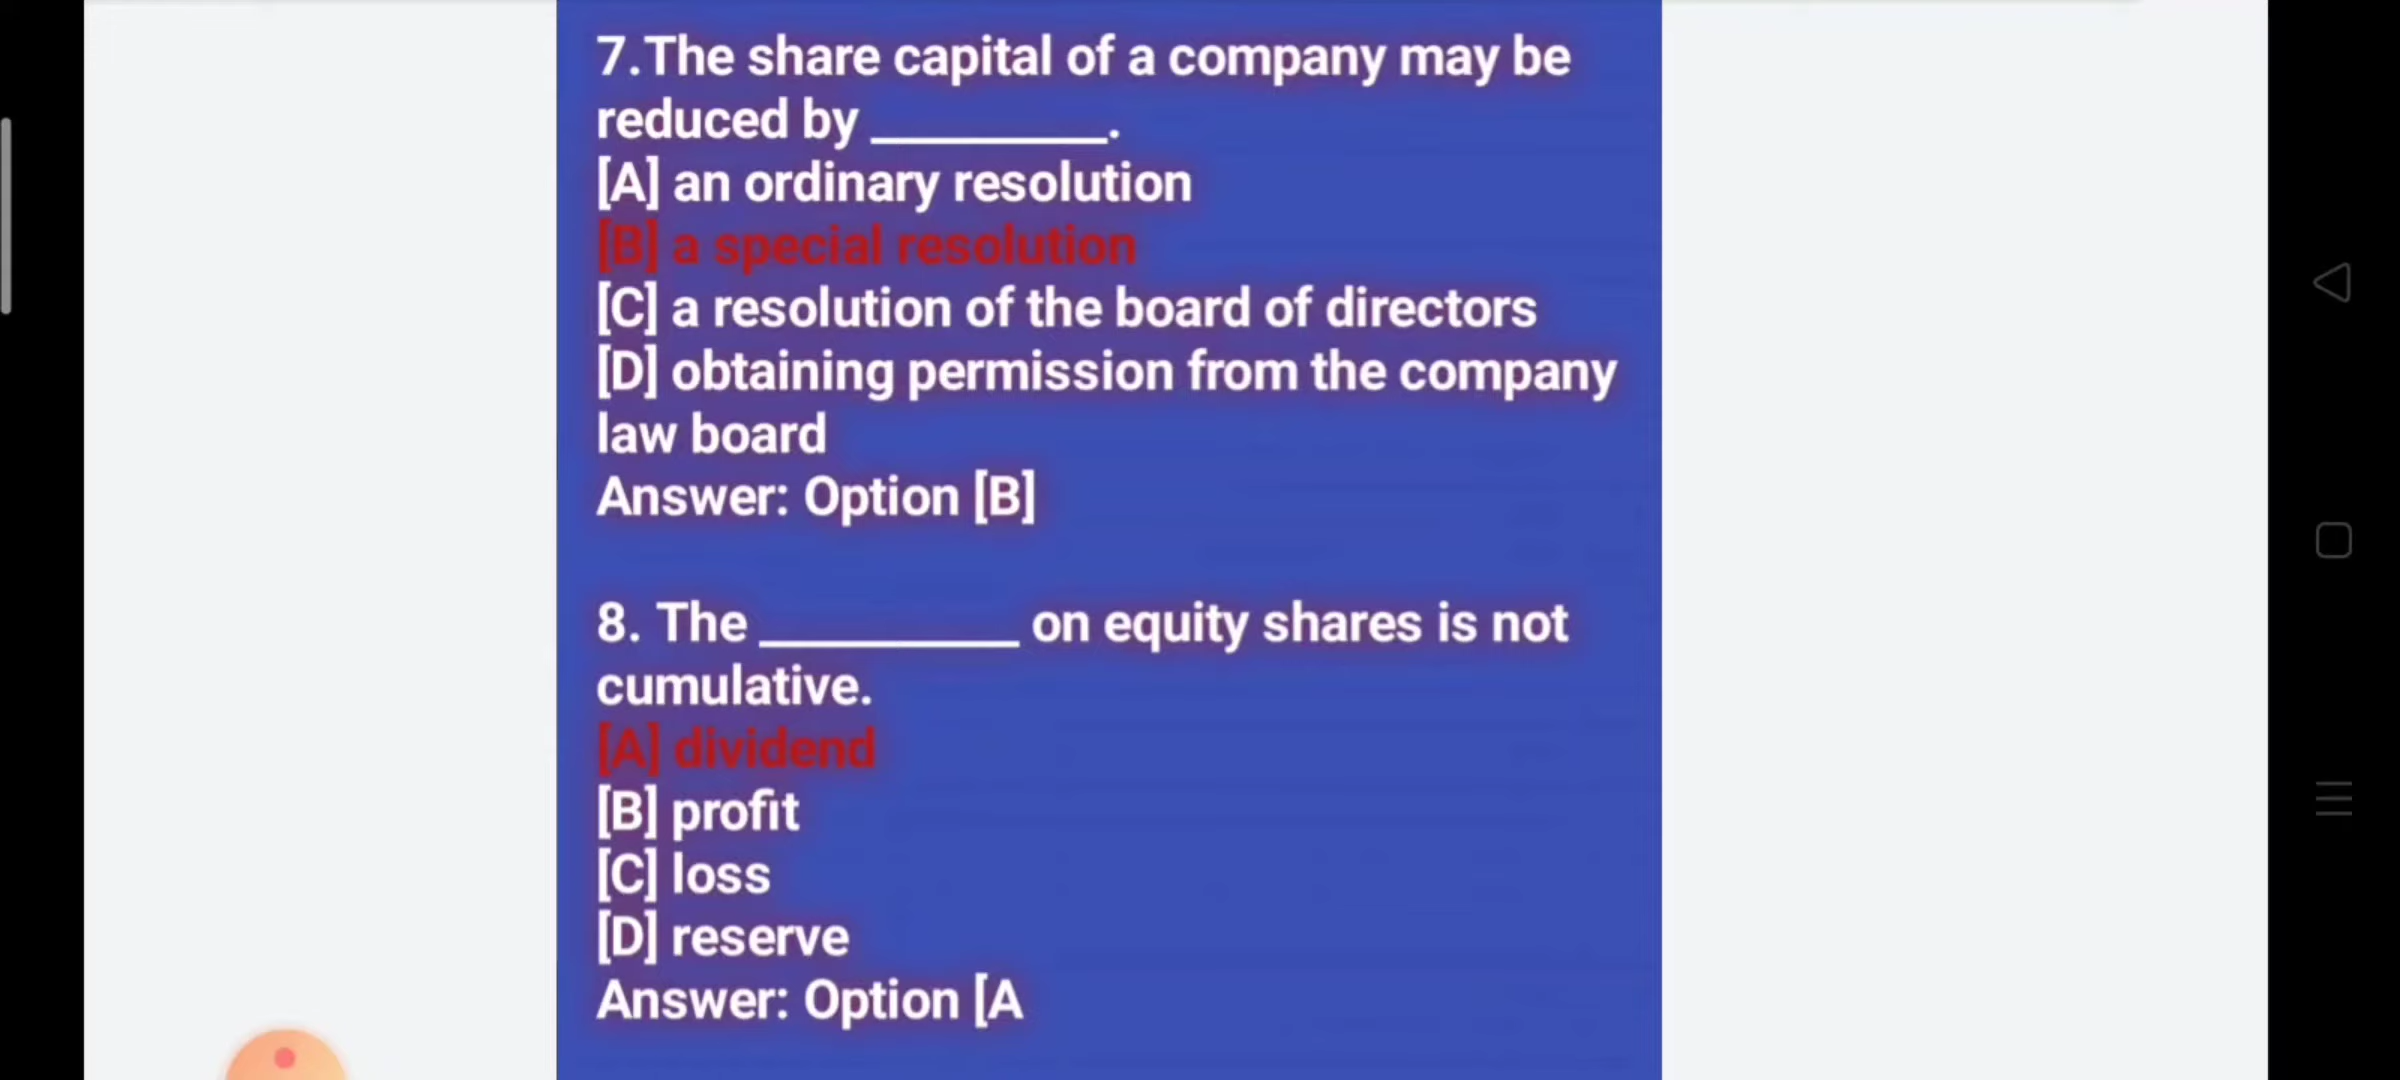 7.The share capital of a company may be
reduced by _________.
[A] an ordinary resolution
[B] a special resolution
[C] a resolution of the board of directors
[D] obtaining permission from the company
law board
Answer: Option [B]
8. The __________ on equity shares is not
cumulative.
[A] dividend
[B] profit
[C] loss
[D] reserve
Answer: Option [A